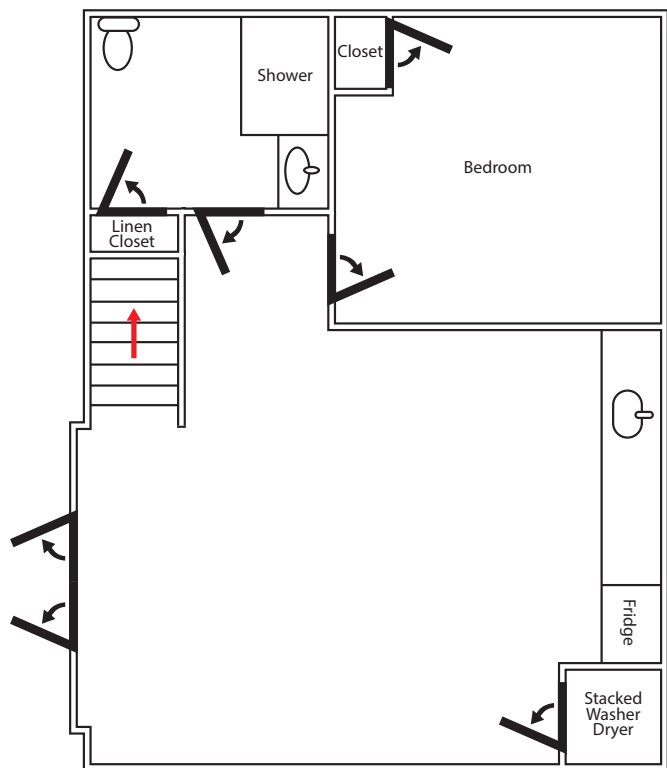 Closet
Shower
Bedroom
Linen
Closet
Fridge
Stacked
Washer
Dryer